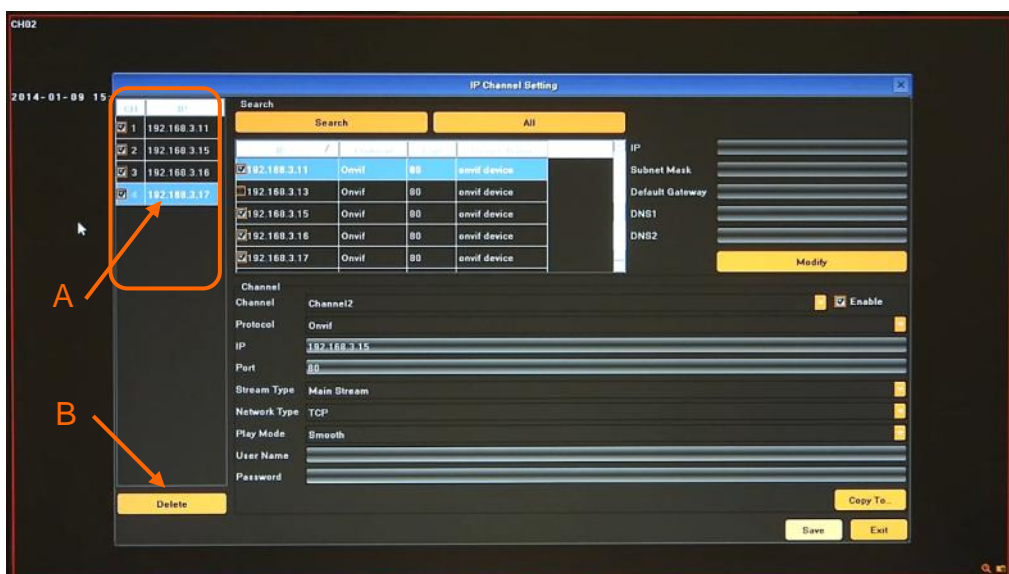 CH02
IP Channel Setting
2014-01-09 15:
CH IP
1 192.168.3.11
2 192.168.3.15
3 192.168.3.16
4 192.168.3.17
Search
Search All
IP /
192.168.3.11 Onvif 80 onvif device
192.168.3.13 Onvif 80 onvif device
192.168.3.15 Onvif 80 onvif device
192.168.3.16 Onvif 80 onvif device
192.168.3.17 Onvif 80 onvif device
IP
Subnet Mask
Default Gateway
DNS1
DNS2
Modify
A
Channel
Channel Channel2 Enable
Protocol Onvif
IP 192.168.3.15
Port 80
Stream Type Main Stream
Network Type TCP
Play Mode Smooth
User Name
Password
B
Delete
Copy To...
Save Exit